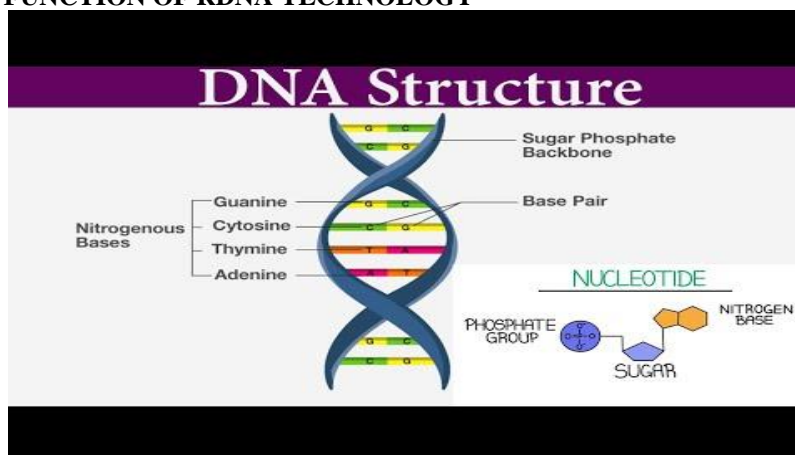 FUNCTION OF RDNA TECHNOLOGY
DNA Structure
G C
C G
Sugar Phosphate
Backbone
Guanine
G C
Base Pair
Nitrogenous
Bases
Cytosine
C G
Thymine
T A
Adenine
A T
NUCLEOTIDE
PHOSPHATE
GROUP
NITROGEN
BASE
SUGAR
G C
C G